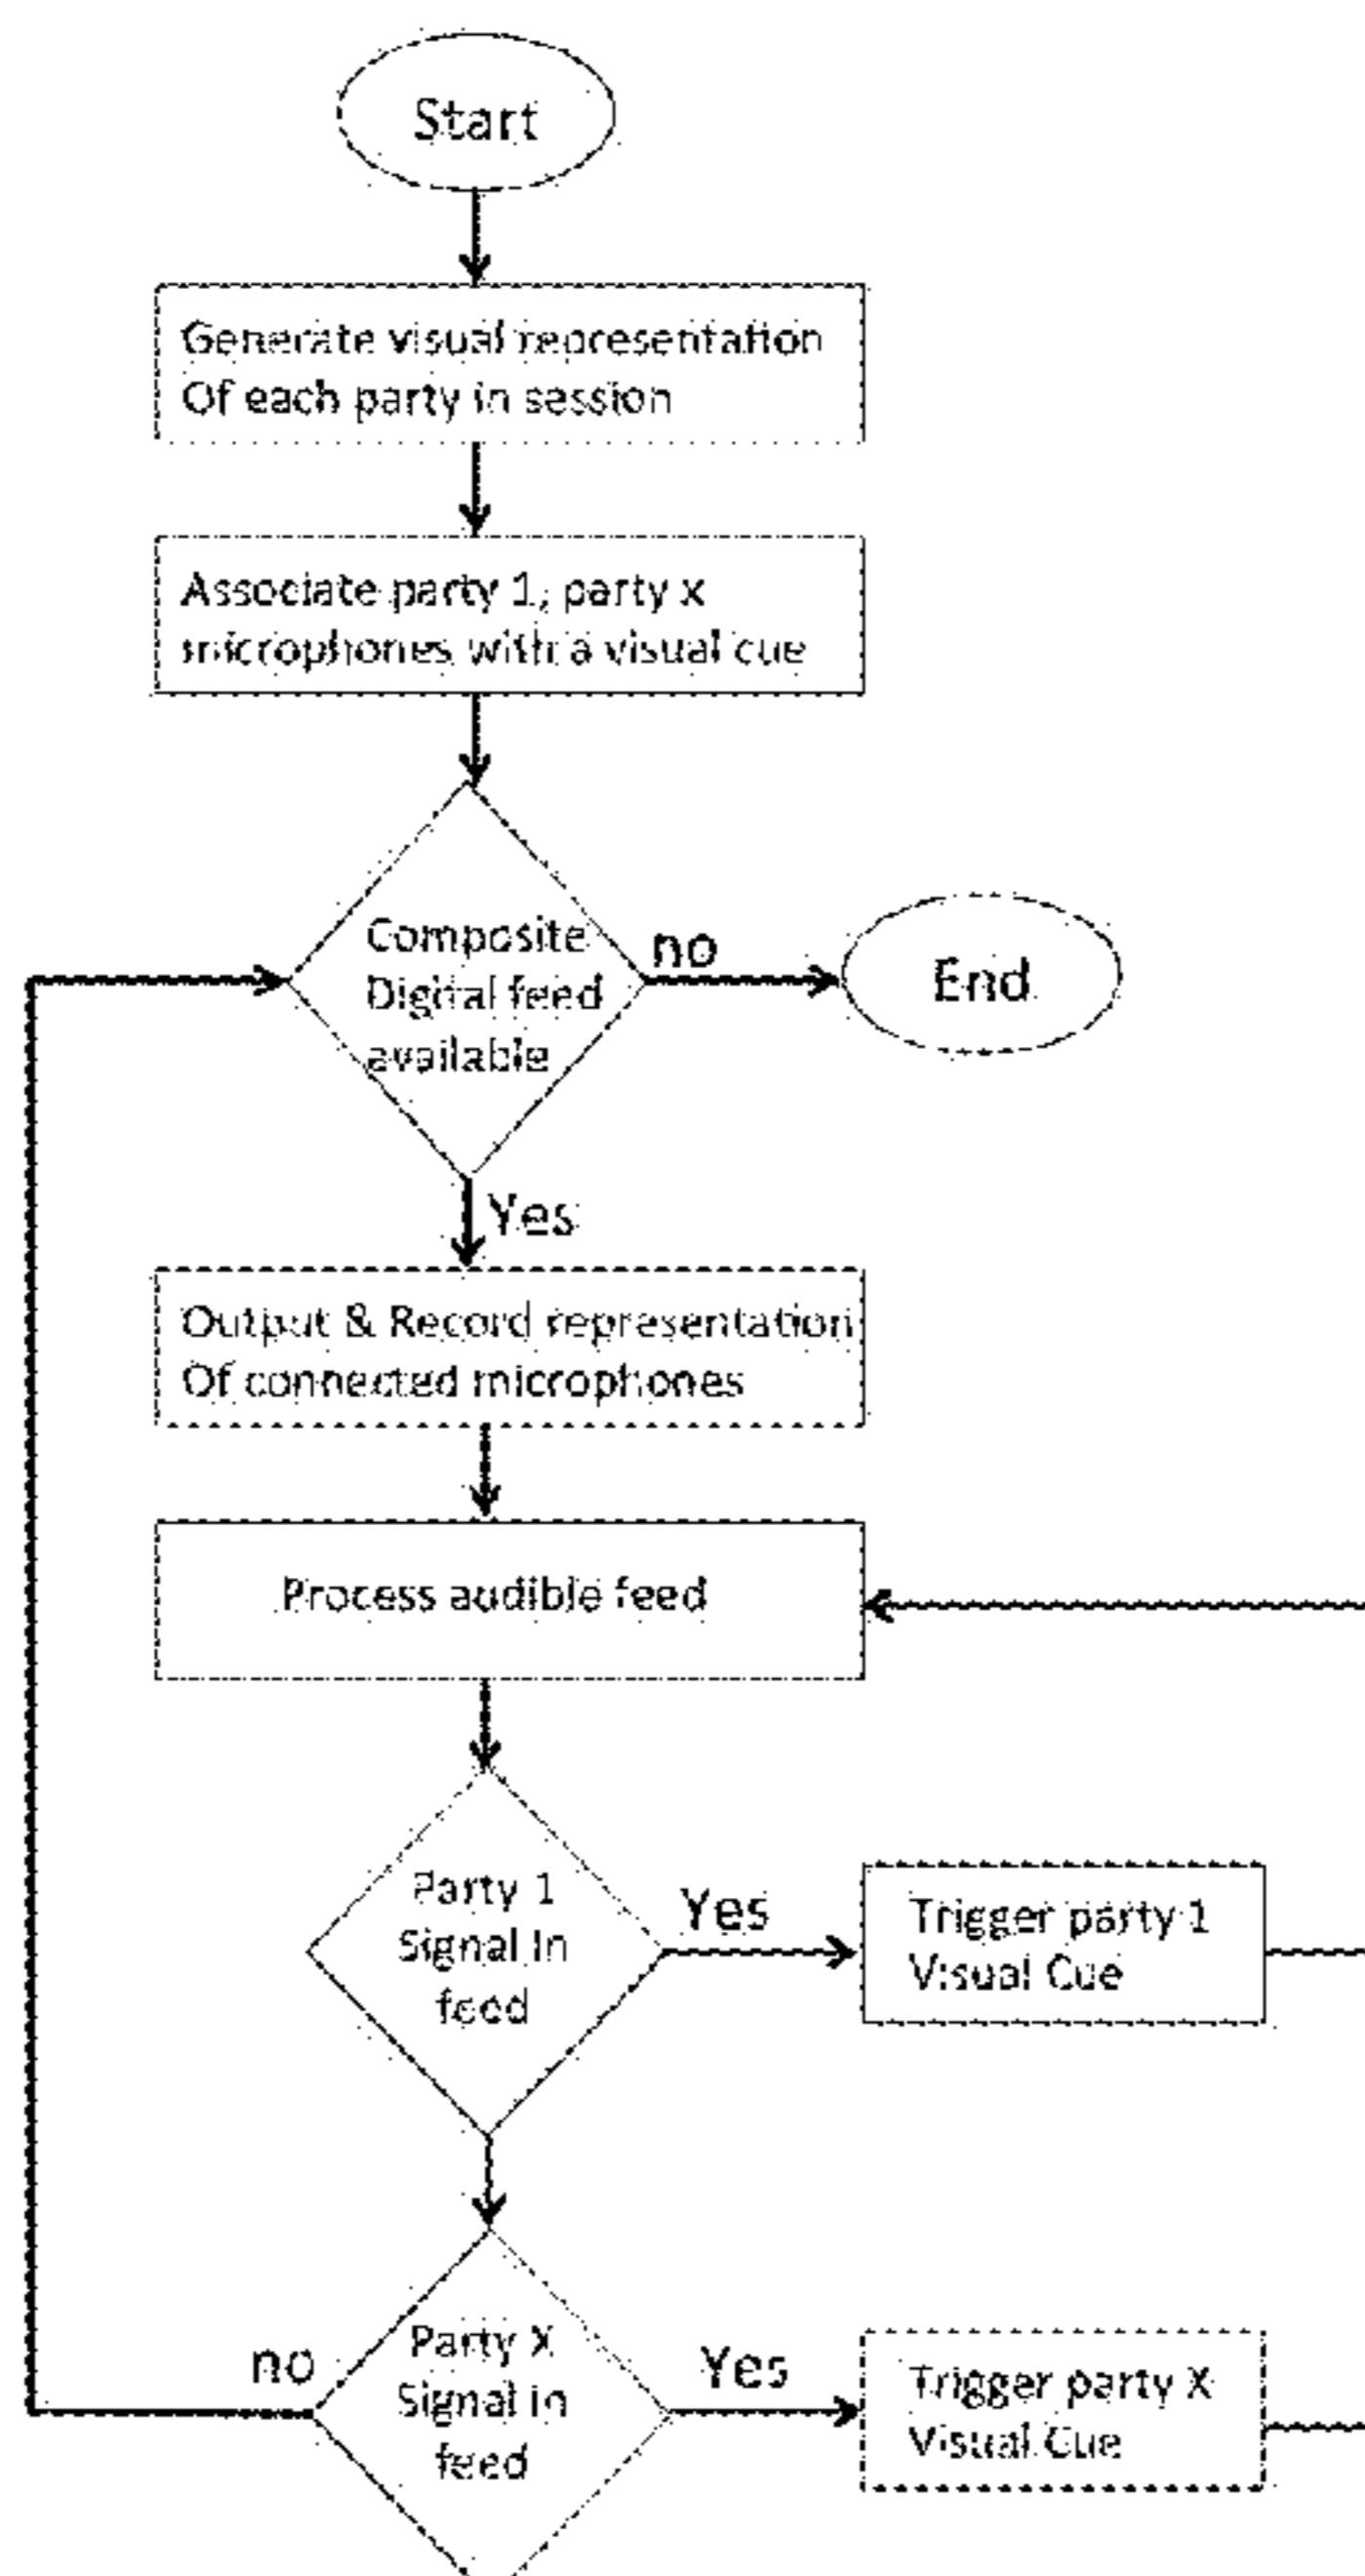 Start
Generate visual representation
Of each party in session
Associate party 1, party x
microphones with a visual cue
Composite
Digital feed
available
no
End
Yes
Output & Record representation
Of connected microphones
Process audible feed
Party 1
Signal In
feed
Yes
Trigger party 1
Visual Cue
no
Party X
Signal in
feed
Yes
Trigger party X
Visual Cue